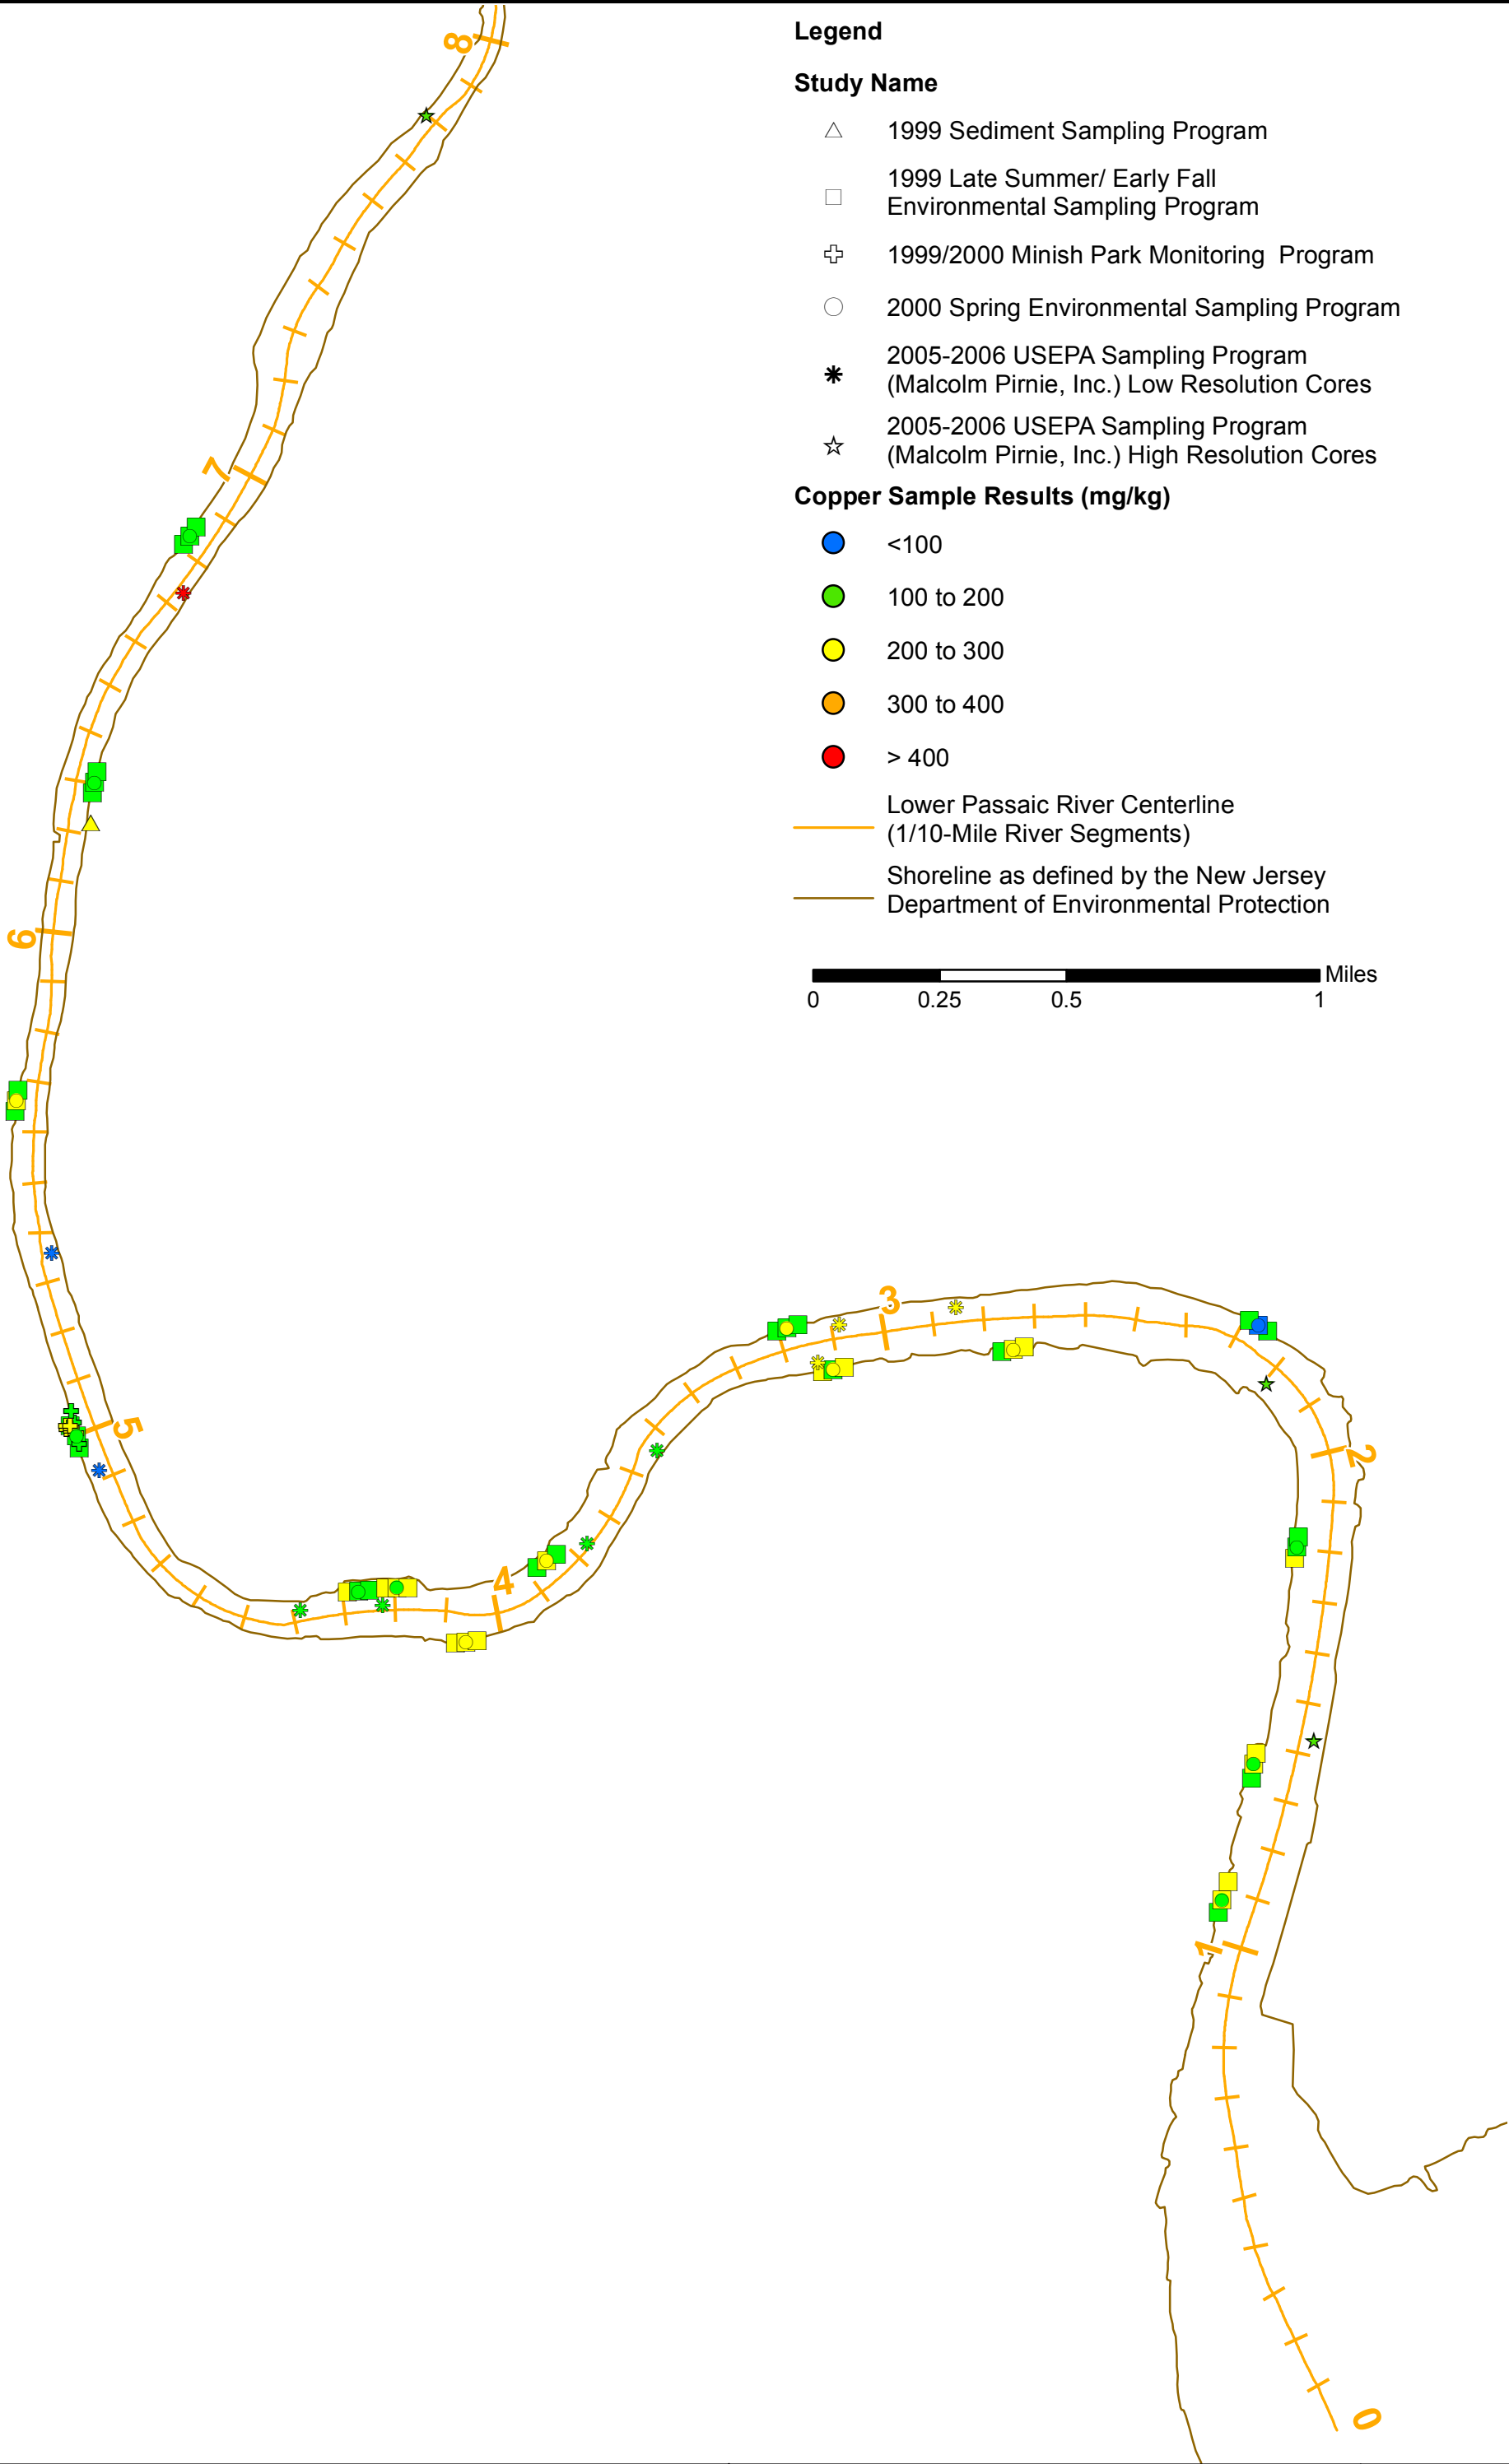 Legend
Study Name
1999 Sediment Sampling Program
1999 Late Summer/ Early Fall
Environmental Sampling Program
1999/2000 Minish Park Monitoring  Program
2000 Spring Environmental Sampling Program
2005-2006 USEPA Sampling Program
(Malcolm Pirnie, Inc.) Low Resolution Cores
2005-2006 USEPA Sampling Program
(Malcolm Pirnie, Inc.) High Resolution Cores
Copper Sample Results (mg/kg)
<100
100 to 200
200 to 300
300 to 400
> 400
Lower Passaic River Centerline
(1/10-Mile River Segments)
Shoreline as defined by the New Jersey
Department of Environmental Protection
Miles
0 0.25 0.5 1
8
7
6
5
4
3
2
1
0